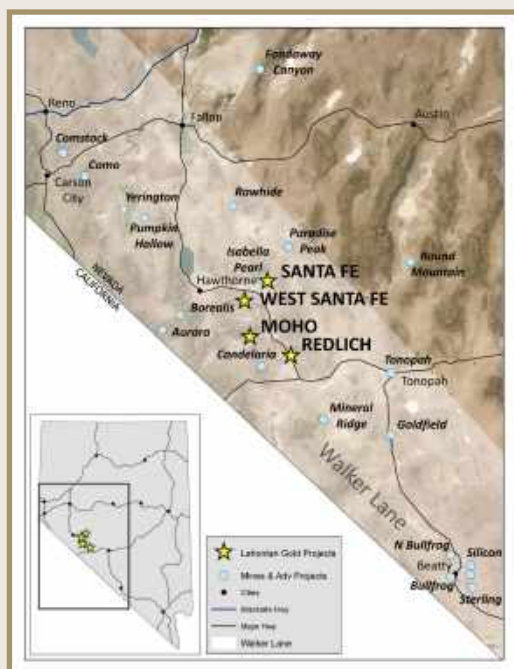 Fondaway
Canyon
Reno
Fallon
Austin
Comstock
Como
Carson
City
Yerington
Rawhide
Pumpkin
Hollow
Paradise
Peak
Isabella
Pearl
Round
Mountain
NEVADA
CALIFORNIA
Hawthorne
SANTA FE
WEST SANTA FE
Borealis
Aurora
MOHO
REDLICH
Candelaria
Tonopah
Tonopah
Mineral
Ridge
Goldfield
Walker Lane
N Bullfrog
Silicon
Beatty
Bullfrog
Sterling
Lahontan Gold Projects
Mines & Adv Projects
Cities
Interstate Hwy
Major Hwy
Walker Lane